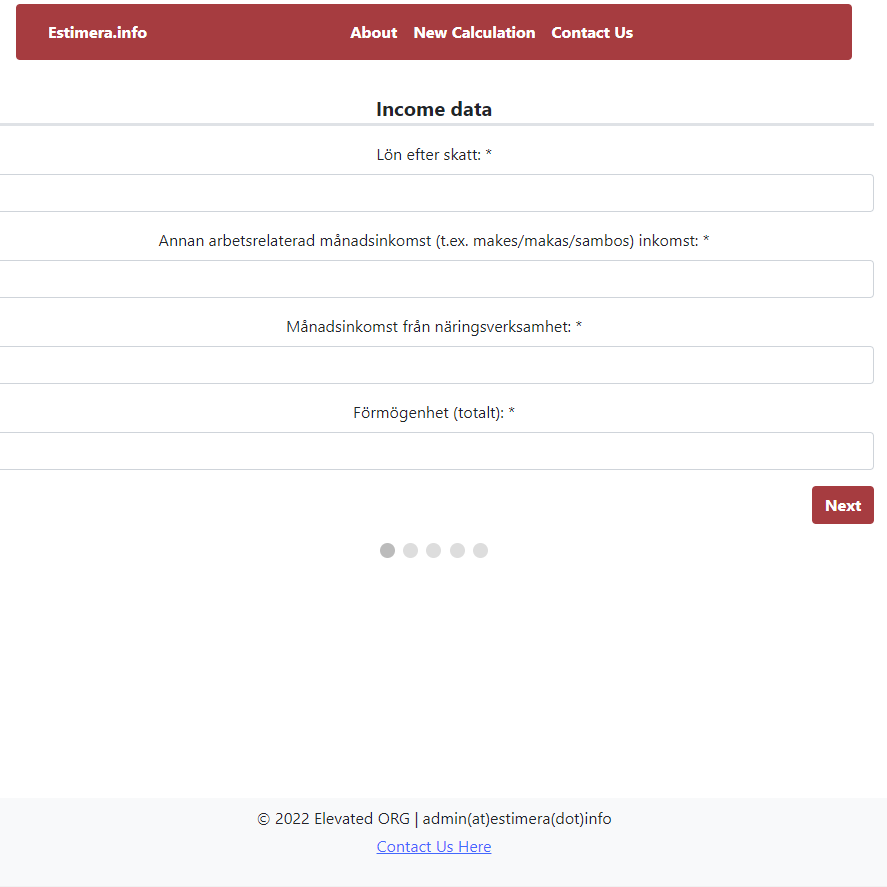 Estimera.info About New Calculation Contact Us
Income data
Lön efter skatt: *
Annan arbetsrelaterad månadsinkomst (t.ex. makes/makas/sambos) inkomst: *
Månadsinkomst från näringsverksamhet: *
Förmögenhet (totalt): *
Next
© 2022 Elevated ORG | admin(at)estimera(dot)info
Contact Us Here